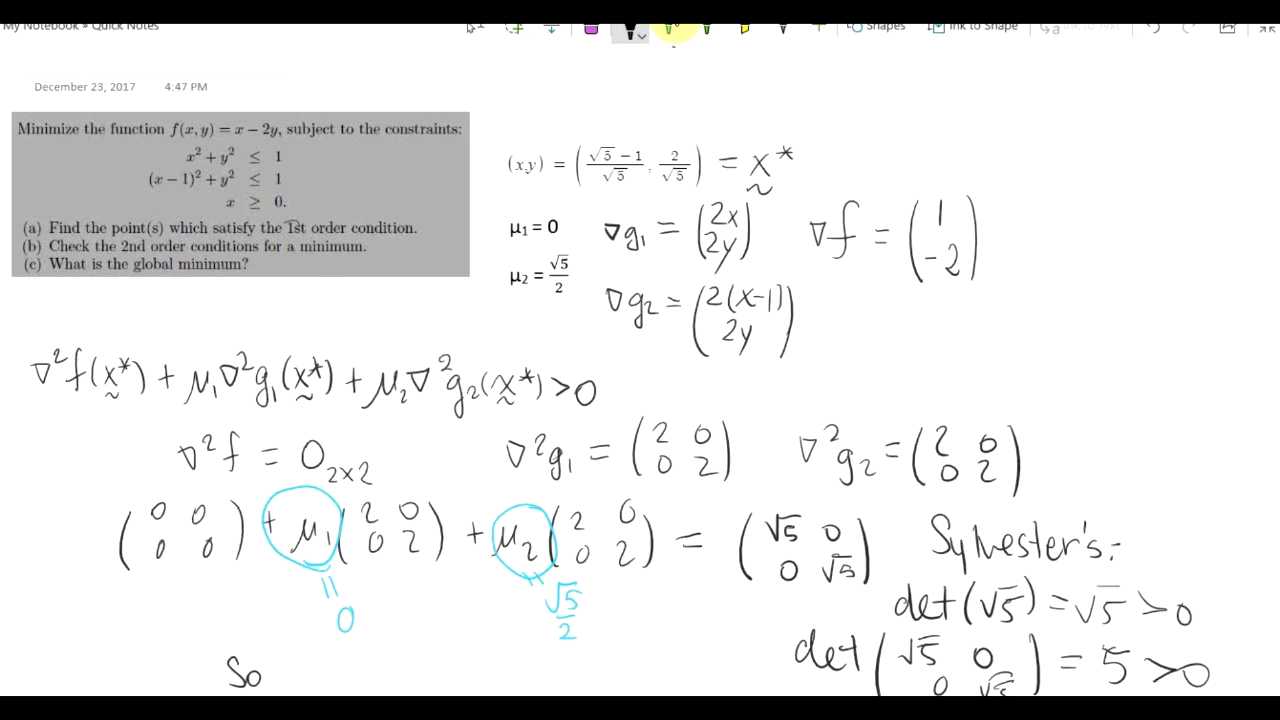 My Notebook » Quick Notes
Shapes
Ink to Shape
December 23, 2017 4:47 PM
Minimize the function f(x, y) = x − 2y, subject to the constraints:
x² + y² ≤ 1
(x − 1)² + y² ≤ 1
x ≥ 0.
(a) Find the point(s) which satisfy the 1st order condition.
(b) Check the 2nd order conditions for a minimum.
(c) What is the global minimum?
(x,y) = ( (√5 −1)/√5 , 2/√5 ) = x*
μ₁ = 0
μ₂ = √5/2
∇g₁ = (2x 2y)
∇f = (1 -2)
∇g₂ = (2(x-1) 2y)
∇²f(x*) + μ₁∇²g₁(x*) + μ₂∇²g₂(x*) > 0
∇²f = 0₂ₓ₂ ∇²g₁ = (2 0 0 2) ∇²g₂ = (2 0 0 2)
(0 0 0 0) + μ₁ (2 0 0 2) + μ₂ (2 0 0 2) = (√5 0 0 √5) Sylvester's:
= 0 = √5/2
det(√5) = √5 > 0
det (√5 0 0 √5) = 5 > 0
So